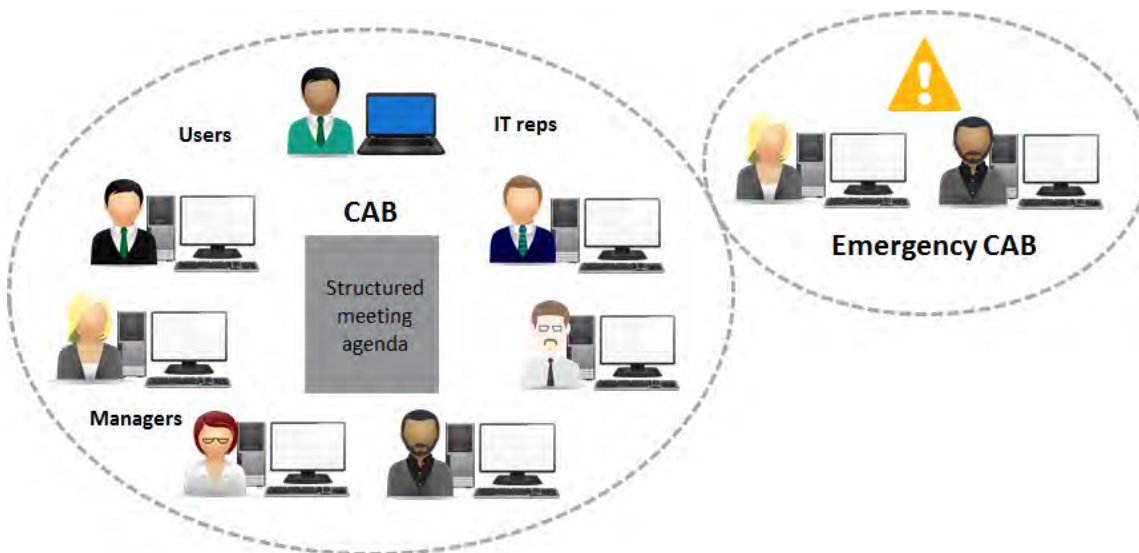 Users
IT reps
CAB
Structured
meeting
agenda
Managers
Emergency CAB